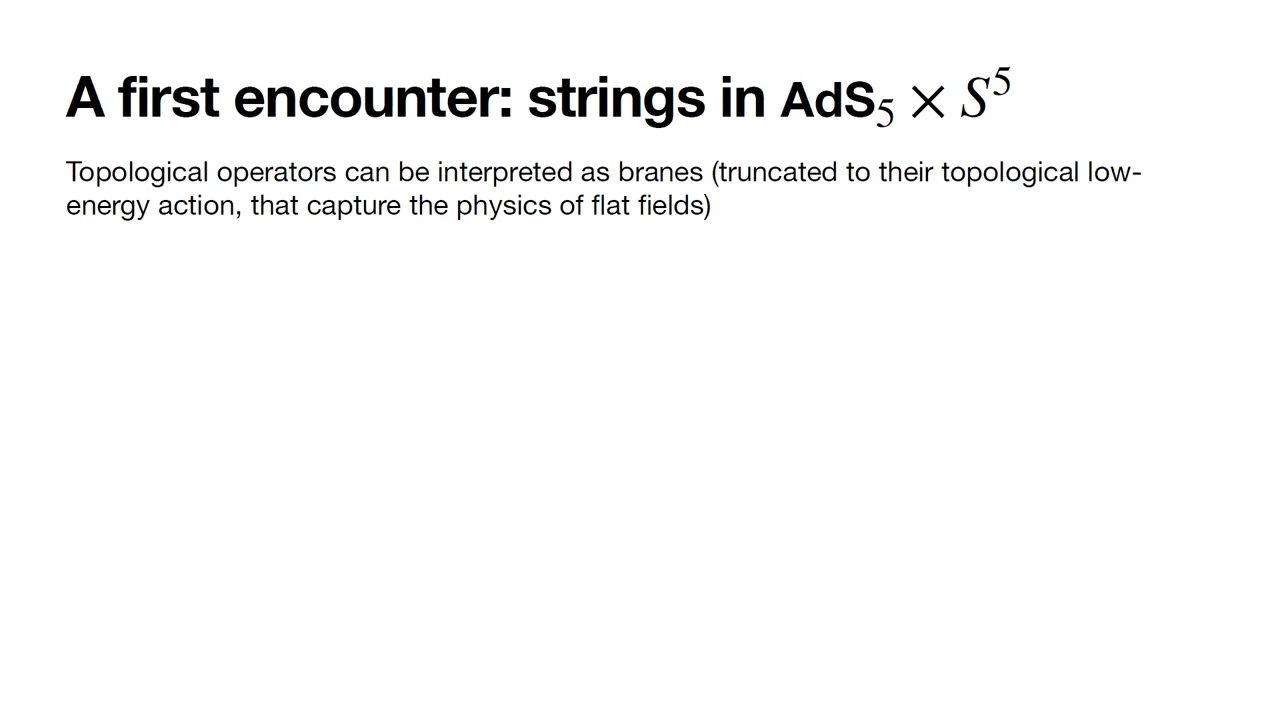 A first encounter: strings in AdS₅ × S⁵
Topological operators can be interpreted as branes (truncated to their topological low-
energy action, that capture the physics of flat fields)